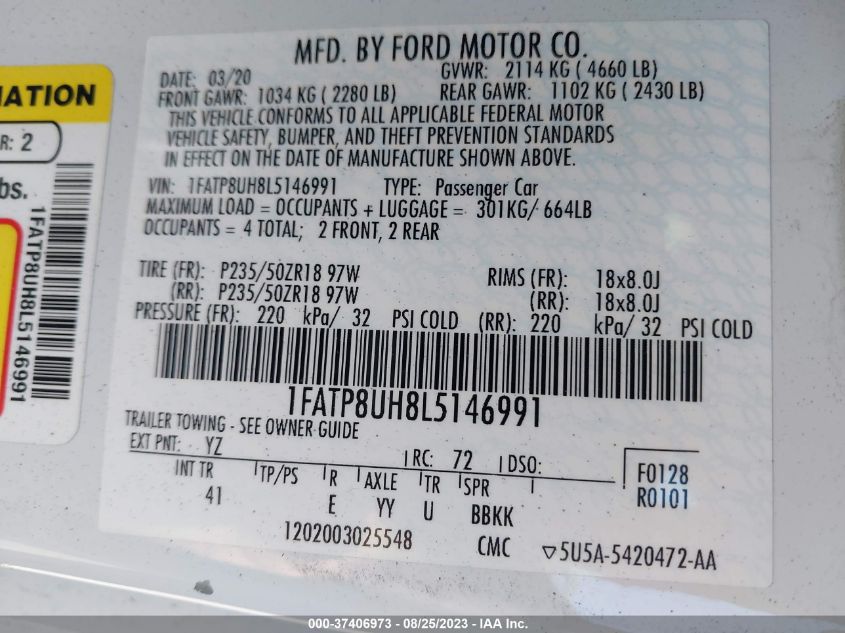 MFD. BY FORD MOTOR CO.
DATE: 03/20 GVWR: 2114 KG ( 4660 LB)
FRONT GAWR: 1034 KG ( 2280 LB) REAR GAWR: 1102 KG ( 2430 LB)
THIS VEHICLE CONFORMS TO ALL APPLICABLE FEDERAL MOTOR
VEHICLE SAFETY, BUMPER, AND THEFT PREVENTION STANDARDS
IN EFFECT ON THE DATE OF MANUFACTURE SHOWN ABOVE.
VIN: 1FATP8UH8L5146991 TYPE: Passenger Car
MAXIMUM LOAD = OCCUPANTS + LUGGAGE = 301KG/ 664LB
OCCUPANTS = 4 TOTAL; 2 FRONT, 2 REAR
TIRE (FR): P235/50ZR18 97W RIMS (FR): 18x8.0J
(RR): P235/50ZR18 97W (RR): 18x8.0J
PRESSURE (FR): 220 kPa/ 32 PSI COLD (RR): 220 kPa/ 32 PSI COLD
1FATP8UH8L5146991
TRAILER TOWING - SEE OWNER GUIDE
EXT PNT: YZ RC: 72 DSO:
INT TR TP/PS R AXLE TR SPR
41 E YY U BBKK
F0128
R0101
1202003025548 CMC ▽5U5A-5420472-AA
MATION
R: 2
bs.
1FATP8UH8L5146991
000-37406973 - 08/25/2023 - IAA Inc.